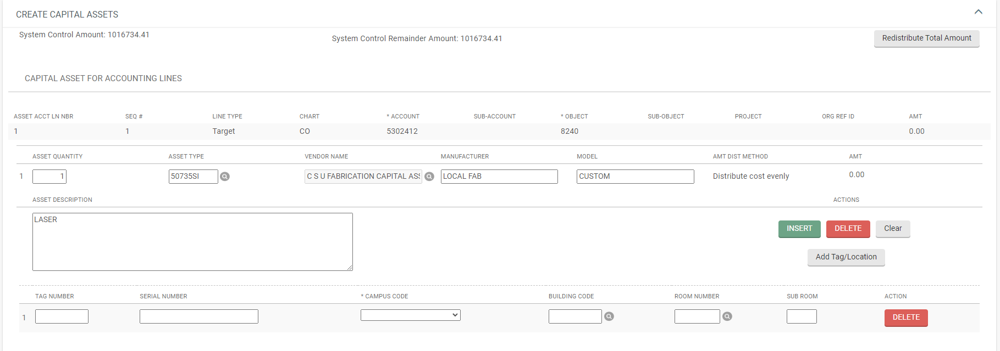 CREATE CAPITAL ASSETS
System Control Amount: 1016734.41
System Control Remainder Amount: 1016734.41
Redistribute Total Amount
CAPITAL ASSET FOR ACCOUNTING LINES
ASSET ACCT LN NBR SEQ # LINE TYPE CHART * ACCOUNT SUB-ACCOUNT * OBJECT SUB-OBJECT PROJECT ORG REF ID AMT
1 1 Target CO 5302412 8240 0.00
ASSET QUANTITY ASSET TYPE VENDOR NAME MANUFACTURER MODEL AMT DIST METHOD AMT
1 1 50735SI C S U FABRICATION CAPITAL ASS LOCAL FAB CUSTOM Distribute cost evenly 0.00
ASSET DESCRIPTION ACTIONS
LASER
INSERT DELETE Clear
Add Tag/Location
TAG NUMBER SERIAL NUMBER * CAMPUS CODE BUILDING CODE ROOM NUMBER SUB ROOM ACTION
1 DELETE